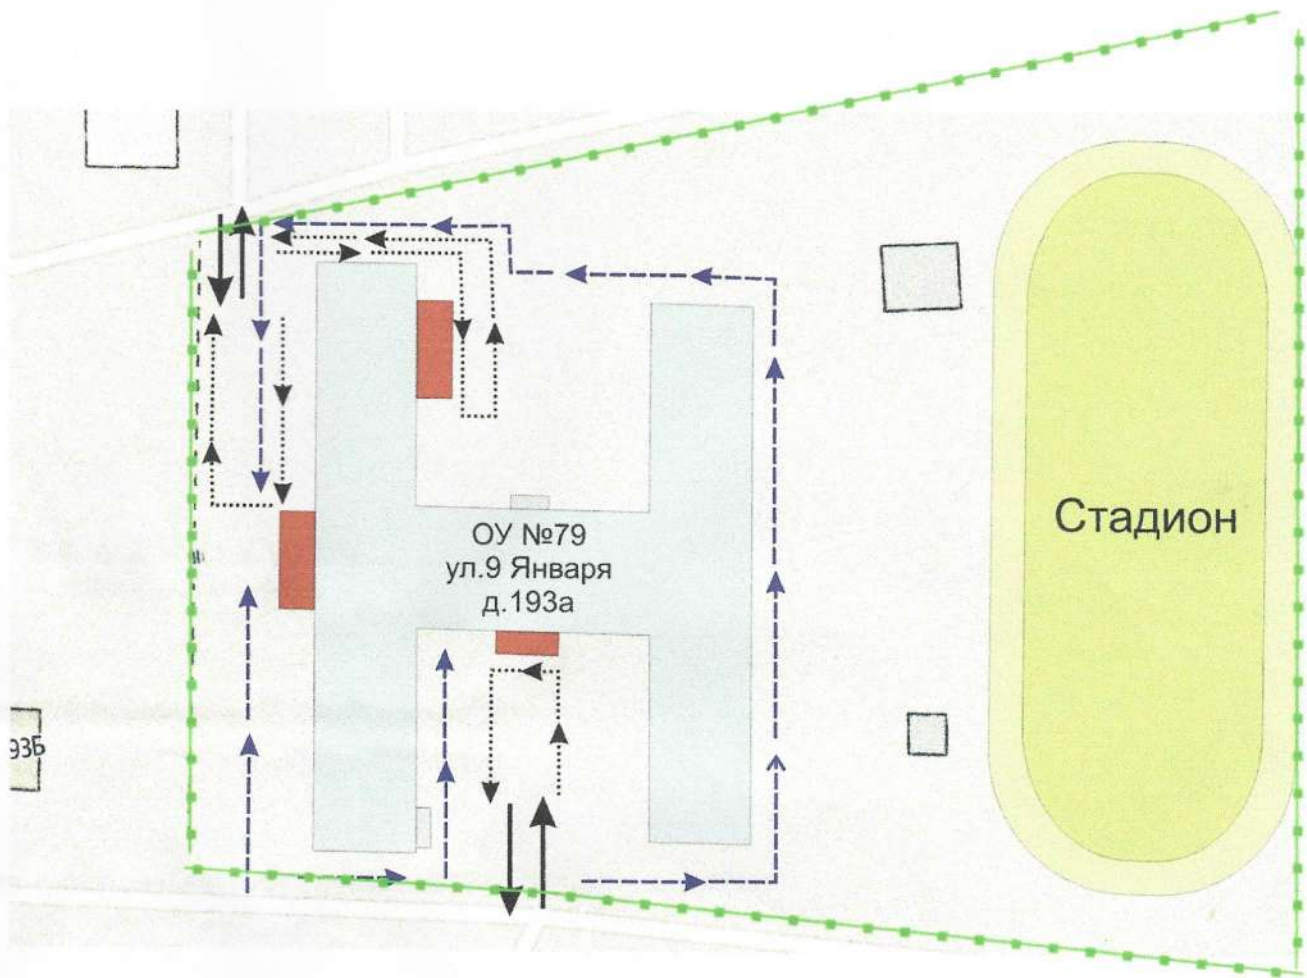 ОУ №79
ул.9 Января
д.193а
Стадион
93Б